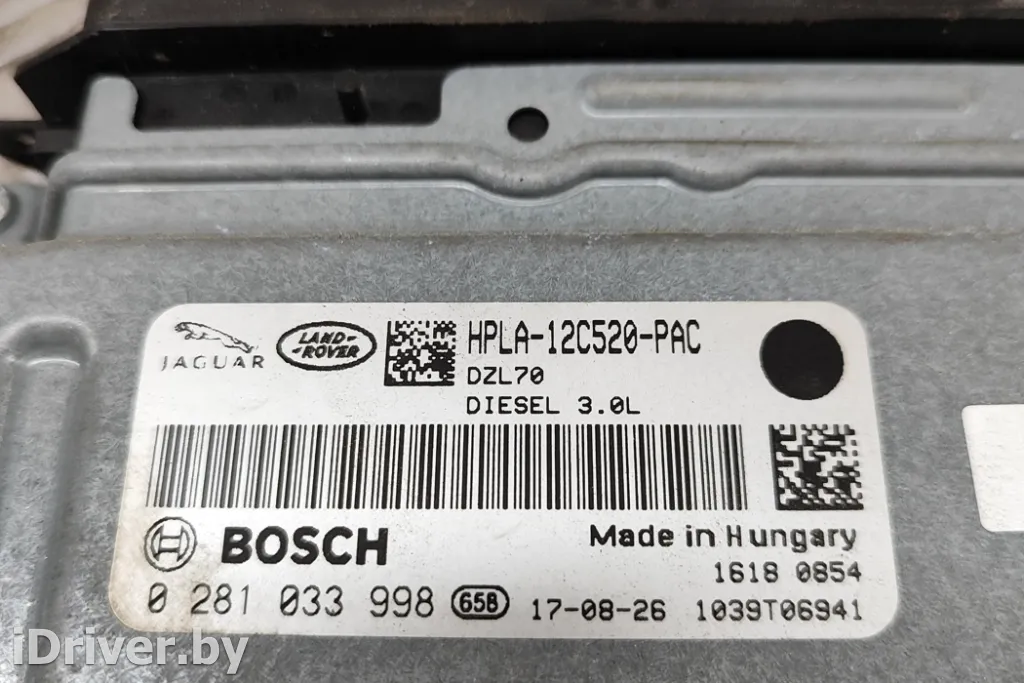 JAGUAR
LAND-
-ROVER
HPLA-12C520-PAC
DZL70
DIESEL 3.0L
BOSCH
Made in Hungary
1618 0854
0 281 033 998 65B 17-08-26 1039T06941
iDriver.by